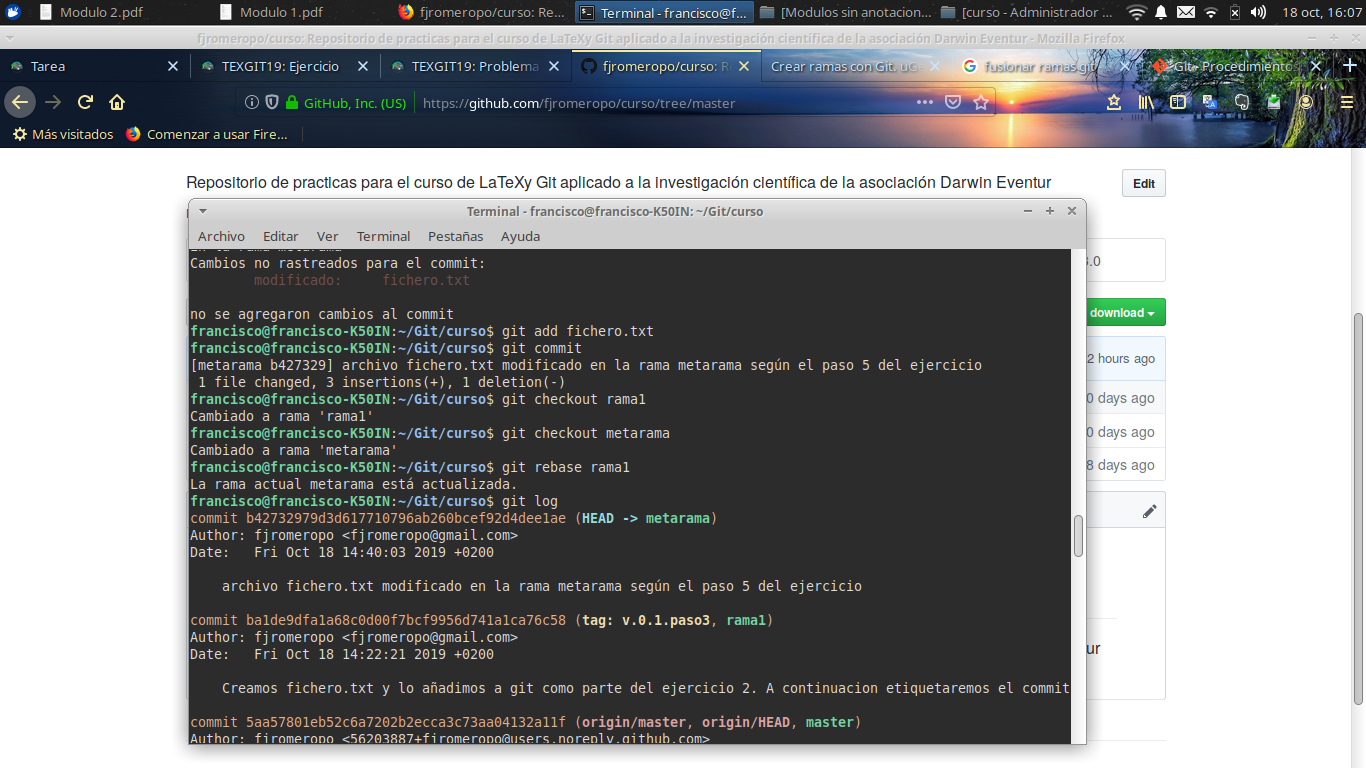 Modulo 2.pdf
Modulo 1.pdf
fjromeropo/curso: Re...
Terminal - francisco@f...
[Modulos sin anotacion...
[curso - Administrador ...
18 oct, 16:07
fjromeropo/curso: Repositorio de practicas para el curso de LaTeXy Git aplicado a la investigación científica de la asociación Darwin Eventur - Mozilla Firefox
Tarea
TEXGIT19: Ejercicio
TEXGIT19: Problema
fjromeropo/curso: Re
Crear ramas con Git.
fusionar ramas git
Git - Procedimientos
GitHub, Inc. (US)
https://github.com/fjromeropo/curso/tree/master
Más visitados
Comenzar a usar Fire...
Repositorio de practicas para el curso de LaTeXy Git aplicado a la investigación científica de la asociación Darwin Eventur
Edit
Terminal - francisco@francisco-K50IN: ~/Git/curso
Archivo Editar Ver Terminal Pestañas Ayuda
En la rama metarama
Cambios no rastreados para el commit:
modificado: fichero.txt
no se agregaron cambios al commit
francisco@francisco-K50IN:~/Git/curso$ git add fichero.txt
francisco@francisco-K50IN:~/Git/curso$ git commit
[metarama b427329] archivo fichero.txt modificado en la rama metarama según el paso 5 del ejercicio
1 file changed, 3 insertions(+), 1 deletion(-)
francisco@francisco-K50IN:~/Git/curso$ git checkout rama1
Cambiado a rama 'rama1'
francisco@francisco-K50IN:~/Git/curso$ git checkout metarama
Cambiado a rama 'metarama'
francisco@francisco-K50IN:~/Git/curso$ git rebase rama1
La rama actual metarama está actualizada.
francisco@francisco-K50IN:~/Git/curso$ git log
commit b42732979d3d617710796ab260bcef92d4dee1ae (HEAD -> metarama)
Author: fjromeropo <fjromeropo@gmail.com>
Date: Fri Oct 18 14:40:03 2019 +0200
archivo fichero.txt modificado en la rama metarama según el paso 5 del ejercicio
commit ba1de9dfa1a68c0d00f7bcf9956d741a1ca76c58 (tag: v.0.1.paso3, rama1)
Author: fjromeropo <fjromeropo@gmail.com>
Date: Fri Oct 18 14:22:21 2019 +0200
Creamos fichero.txt y lo añadimos a git como parte del ejercicio 2. A continuacion etiquetaremos el commit
commit 5aa57801eb52c6a7202b2ecca3c73aa04132a11f (origin/master, origin/HEAD, master)
Author: fjromeropo <56203887+fjromeropo@users.noreply.github.com>
.0
download
2 hours ago
0 days ago
0 days ago
8 days ago
ur